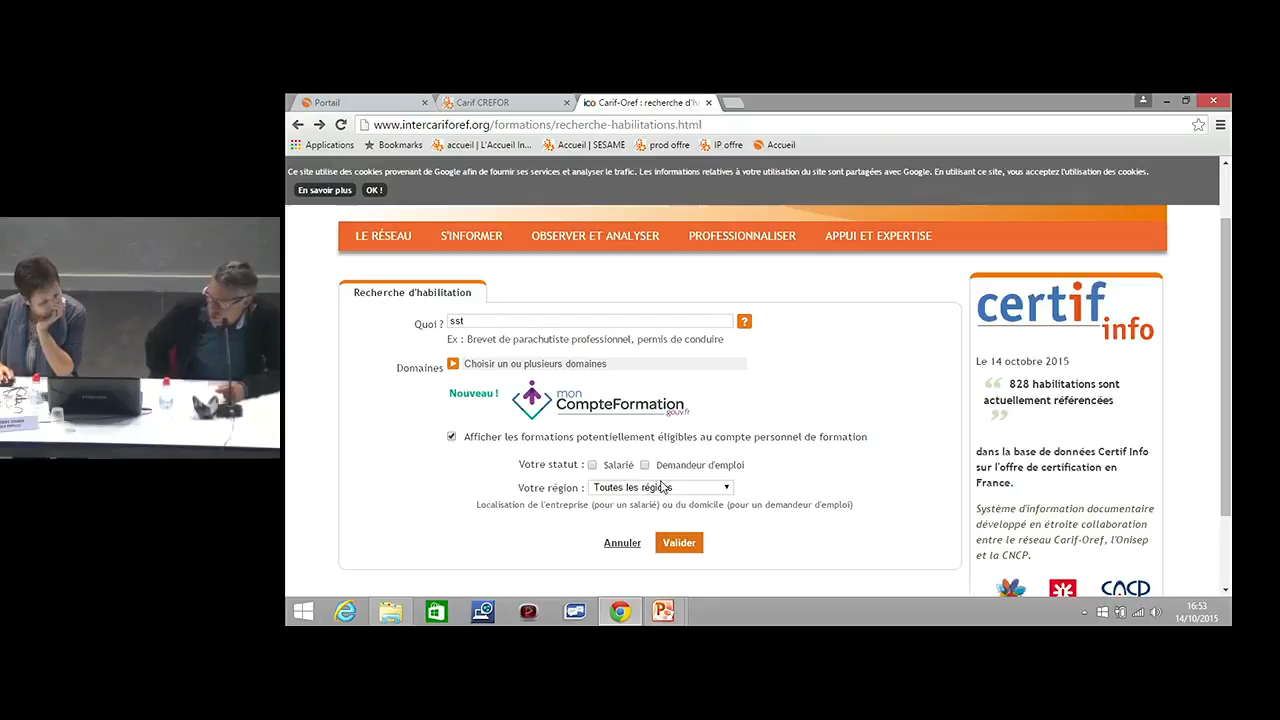 Portail
Carif CREFOR
ico Carif-Oref : recherche d'h
www.intercariforef.org/formations/recherche-habilitations.html
Applications
Bookmarks
accueil | L'Accueil In...
Accueil | SESAME
prod offre
IP offre
Accueil
Ce site utilise des cookies provenant de Google afin de fournir ses services et analyser le trafic. Les informations relatives à votre utilisation du site sont partagées avec Google. En utilisant ce site, vous acceptez l'utilisation des cookies.
En savoir plus
OK !
LE RÉSEAU
S'INFORMER
OBSERVER ET ANALYSER
PROFESSIONNALISER
APPUI ET EXPERTISE
Recherche d'habilitation
Quoi ? sst ?
Ex : Brevet de parachutiste professionnel, permis de conduire
Domaines Choisir un ou plusieurs domaines
Nouveau !
mon
CompteFormation
.gouv.fr
Afficher les formations potentiellement éligibles au compte personnel de formation
Votre statut : Salarié Demandeur d'emploi
Votre région : Toutes les régions
Localisation de l'entreprise (pour un salarié) ou du domicile (pour un demandeur d'emploi)
Annuler
Valider
certif
info
Le 14 octobre 2015
828 habilitations sont
actuellement référencées
dans la base de données Certif Info
sur l'offre de certification en
France.
Système d'information documentaire
développé en étroite collaboration
entre le réseau Carif-Oref, l'Onisep
et la CNCP.
CNCP
16:53
14/10/2015